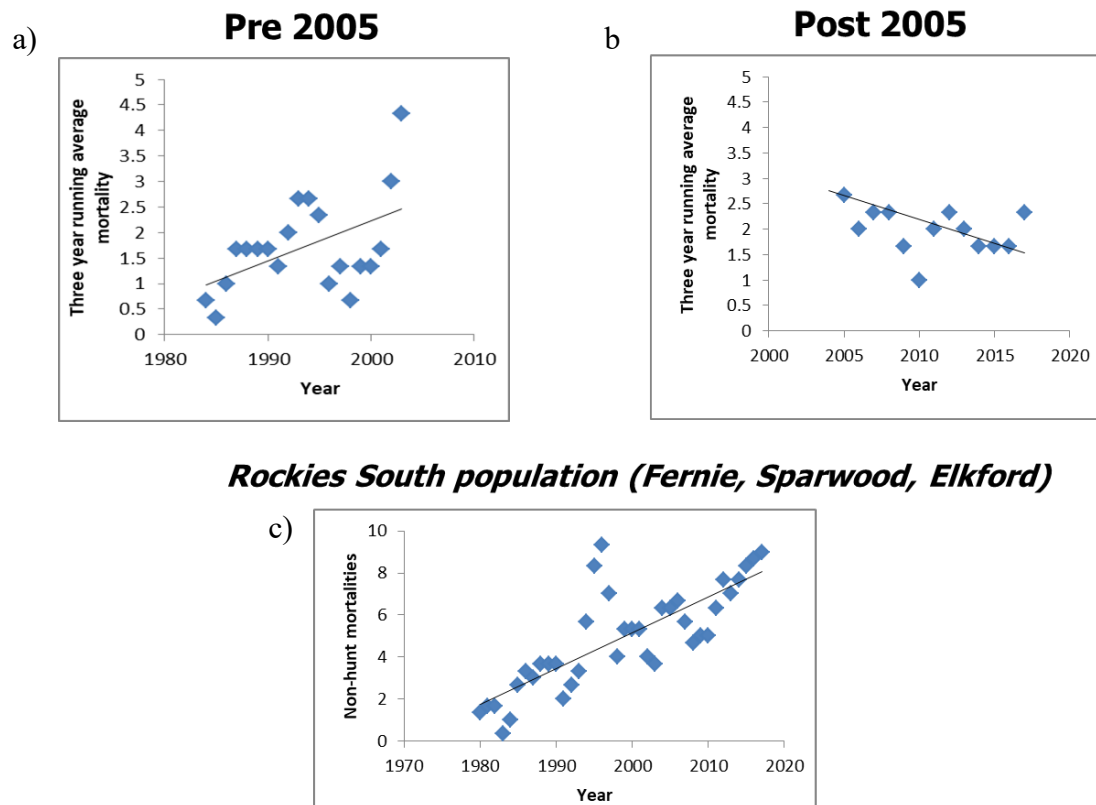 a)
Pre 2005
Three year running average
mortality
5
4.5
4
3.5
3
2.5
2
1.5
1
0.5
0
1980 1990 2000 2010
Year
b
Post 2005
Three year running average
mortality
5
4.5
4
3.5
3
2.5
2
1.5
1
0.5
0
2000 2005 2010 2015 2020
Year
Rockies South population (Fernie, Sparwood, Elkford)
c)
Non-hunt mortalities
10
8
6
4
2
0
1970 1980 1990 2000 2010 2020
Year